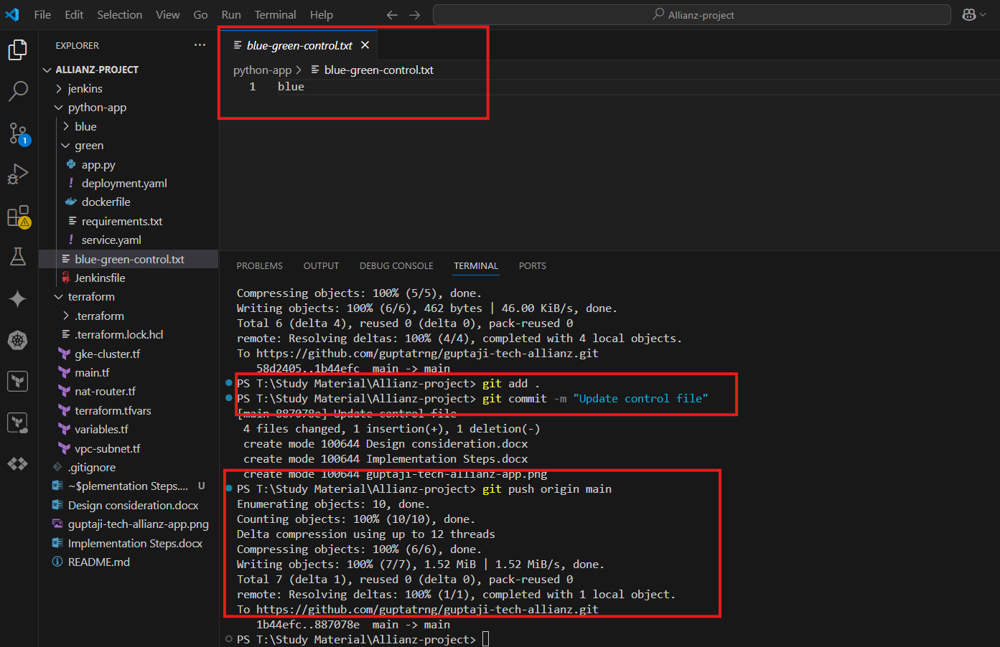 File Edit Selection View Go Run Terminal Help
Allianz-project
EXPLORER
ALLIANZ-PROJECT
jenkins
python-app
blue
green
app.py
! deployment.yaml
dockerfile
requirements.txt
! service.yaml
blue-green-control.txt
Jenkinsfile
terraform
.terraform
.terraform.lock.hcl
gke-cluster.tf
main.tf
nat-router.tf
terraform.tfvars
variables.tf
vpc-subnet.tf
.gitignore
~$plementation Steps.... U
Design consideration.docx
guptaji-tech-allianz-app.png
Implementation Steps.docx
README.md
1
blue-green-control.txt
python-app > blue-green-control.txt
1 blue
PROBLEMS OUTPUT DEBUG CONSOLE TERMINAL PORTS
Compressing objects: 100% (5/5), done.
Writing objects: 100% (6/6), 462 bytes | 46.00 KiB/s, done.
Total 6 (delta 4), reused 0 (delta 0), pack-reused 0
remote: Resolving deltas: 100% (4/4), completed with 4 local objects.
To https://github.com/guptatrng/guptaji-tech-allianz.git
58d2405..1b44efc main -> main
PS T:\Study Material\Allianz-project> git add .
PS T:\Study Material\Allianz-project> git commit -m "Update control file"
[main 887078e] Update control file
4 files changed, 1 insertion(+), 1 deletion(-)
create mode 100644 Design consideration.docx
create mode 100644 Implementation Steps.docx
create mode 100644 guptaji-tech-allianz-app.png
PS T:\Study Material\Allianz-project> git push origin main
Enumerating objects: 10, done.
Counting objects: 100% (10/10), done.
Delta compression using up to 12 threads
Compressing objects: 100% (6/6), done.
Writing objects: 100% (7/7), 1.52 MiB | 1.52 MiB/s, done.
Total 7 (delta 1), reused 0 (delta 0), pack-reused 0
remote: Resolving deltas: 100% (1/1), completed with 1 local object.
To https://github.com/guptatrng/guptaji-tech-allianz.git
1b44efc..887078e main -> main
PS T:\Study Material\Allianz-project>